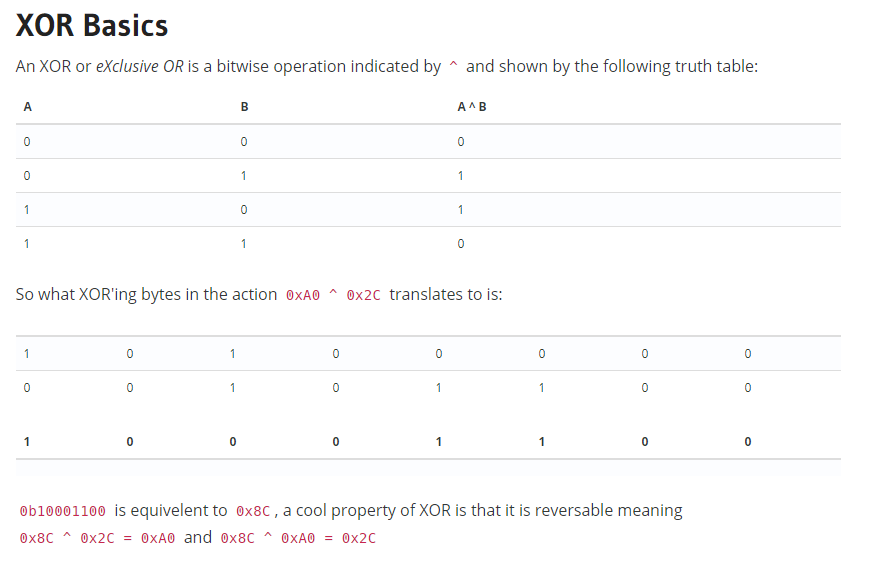 XOR Basics
An XOR or eXclusive OR is a bitwise operation indicated by ^ and shown by the following truth table:
A B A ^ B
0 0 0
0 1 1
1 0 1
1 1 0
So what XOR'ing bytes in the action 0xA0 ^ 0x2C translates to is:
1 0 1 0 0 0 0 0
0 0 1 0 1 1 0 0
1 0 0 0 1 1 0 0
0b10001100 is equivelent to 0x8C , a cool property of XOR is that it is reversable meaning
0x8C ^ 0x2C = 0xA0 and 0x8C ^ 0xA0 = 0x2C